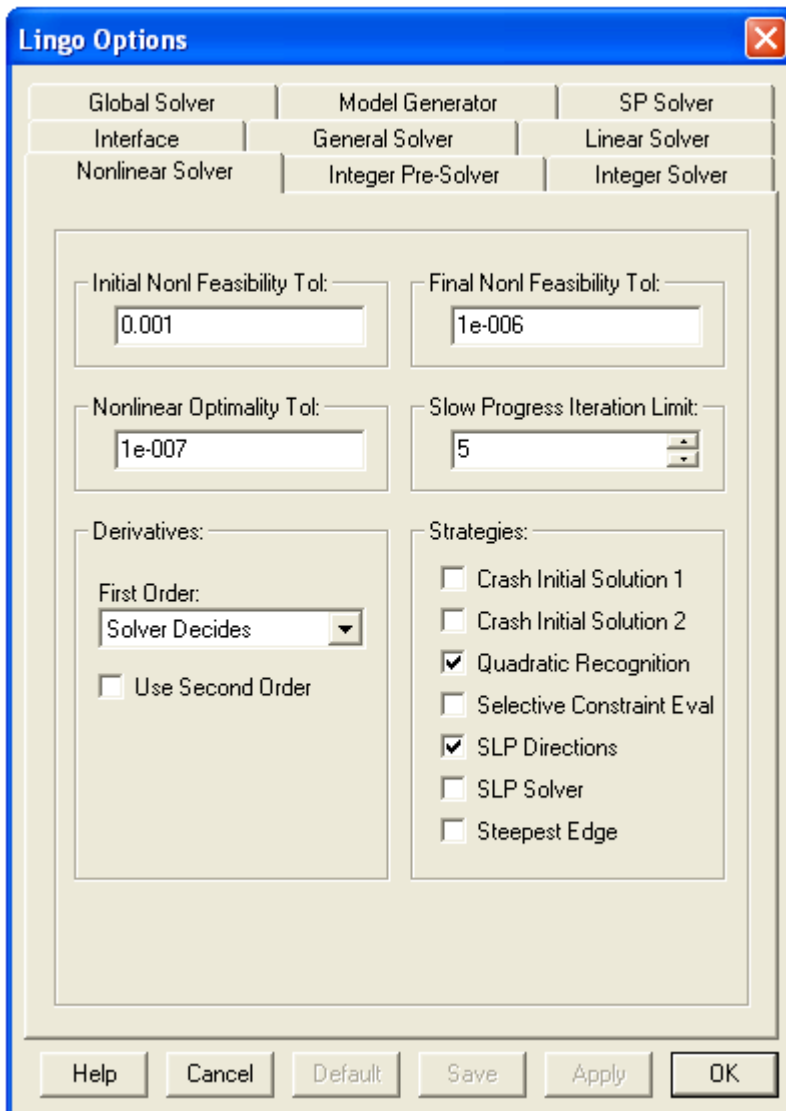 Lingo Options
Global Solver
Model Generator
SP Solver
Interface
General Solver
Linear Solver
Nonlinear Solver
Integer Pre-Solver
Integer Solver
Initial Nonl Feasibility Tol:
0.001
Final Nonl Feasibility Tol:
1e-006
Nonlinear Optimality Tol:
1e-007
Slow Progress Iteration Limit:
5
Derivatives:
First Order:
Solver Decides
Use Second Order
Strategies:
Crash Initial Solution 1
Crash Initial Solution 2
Quadratic Recognition
Selective Constraint Eval
SLP Directions
SLP Solver
Steepest Edge
Help
Cancel
Default
Save
Apply
OK